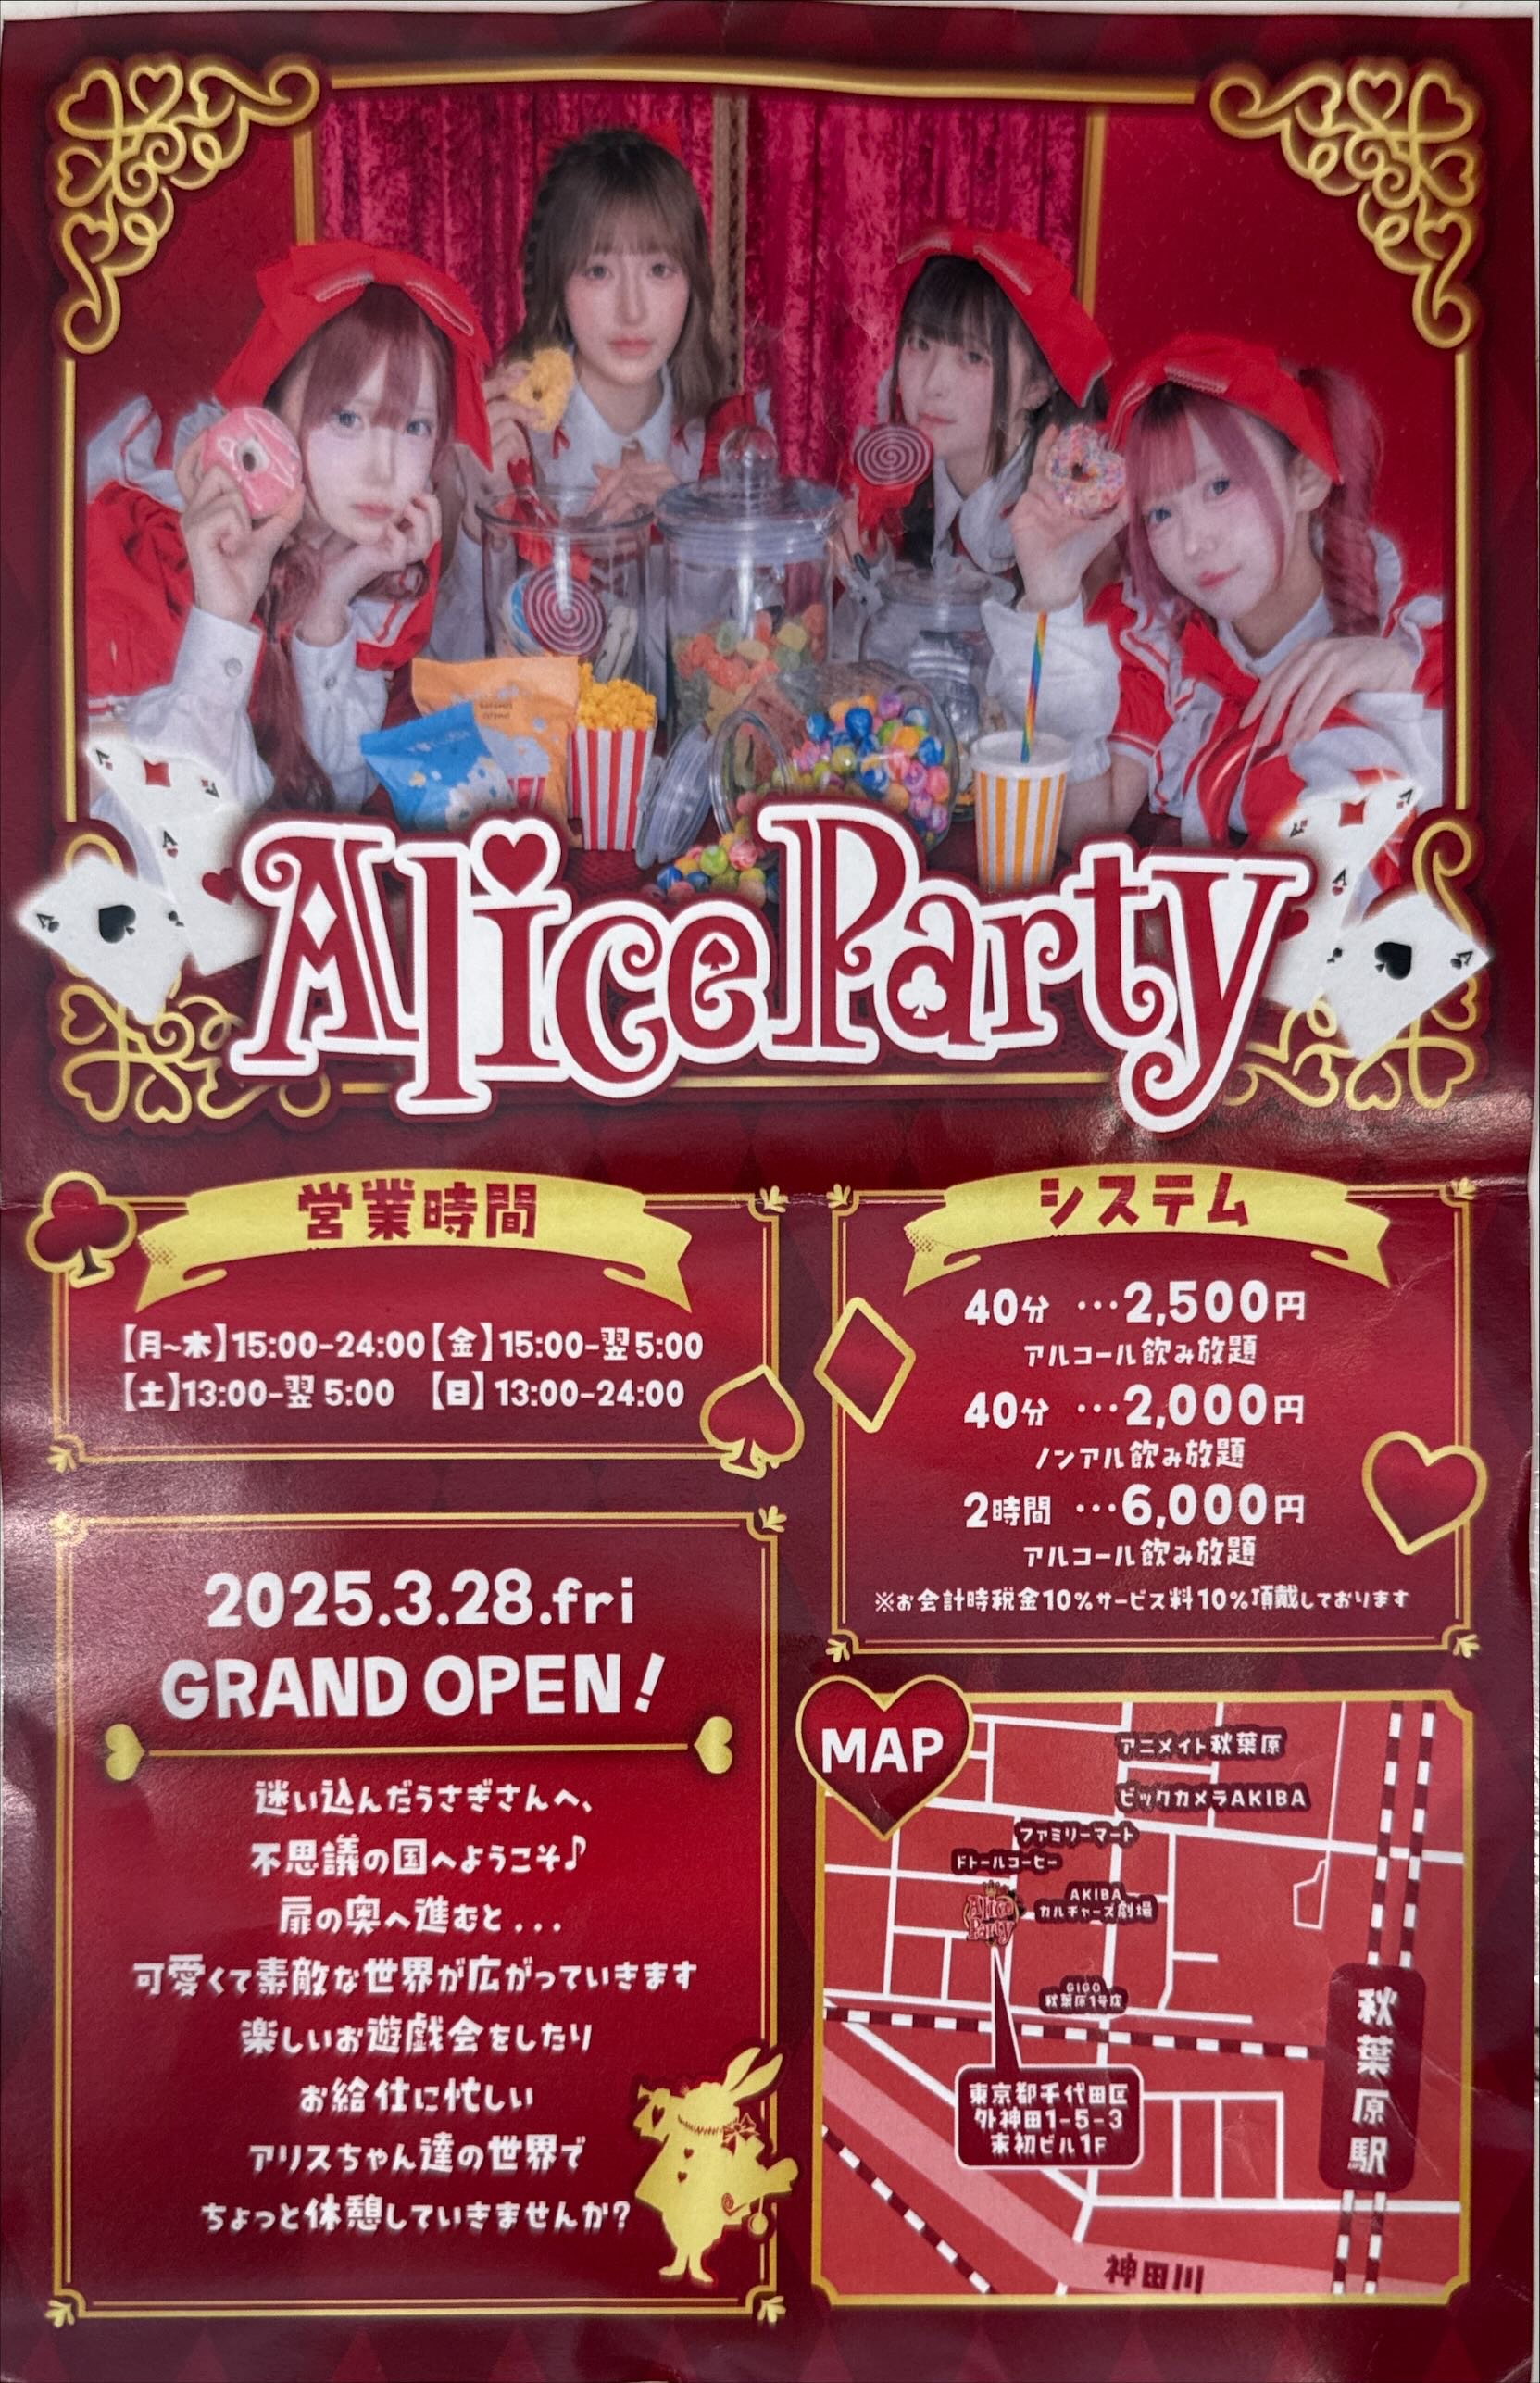 Alice Party
営業時間
【月~木】15:00-24:00【金】15:00-翌5:00
【土】13:00-翌 5:00 【日】13:00-24:00
システム
40分 …2,500円
アルコール飲み放題
40分 …2,000円
ノンアル飲み放題
2時間 …6,000円
アルコール飲み放題
※お会計時税金10%サービス料10%頂戴しております
2025.3.28.fri
GRAND OPEN!
迷い込んだうさぎさんへ、
不思議の国へようこそ♪
扉の奥へ進むと...
可愛くて素敵な世界が広がっていきます
楽しいお遊戯会をしたり
お給仕に忙しい
アリスちゃん達の世界で
ちょっと休憩していきませんか?
MAP
アニメイト秋葉原
ビックカメラAKIBA
ファミリーマート
ドトールコーヒー
AKIBA
カルチャーズ劇場
Alice
Party
GIGO
秋葉原1号店
秋葉原駅
東京都千代田区
外神田1-5-3
末初ビル1F
神田川